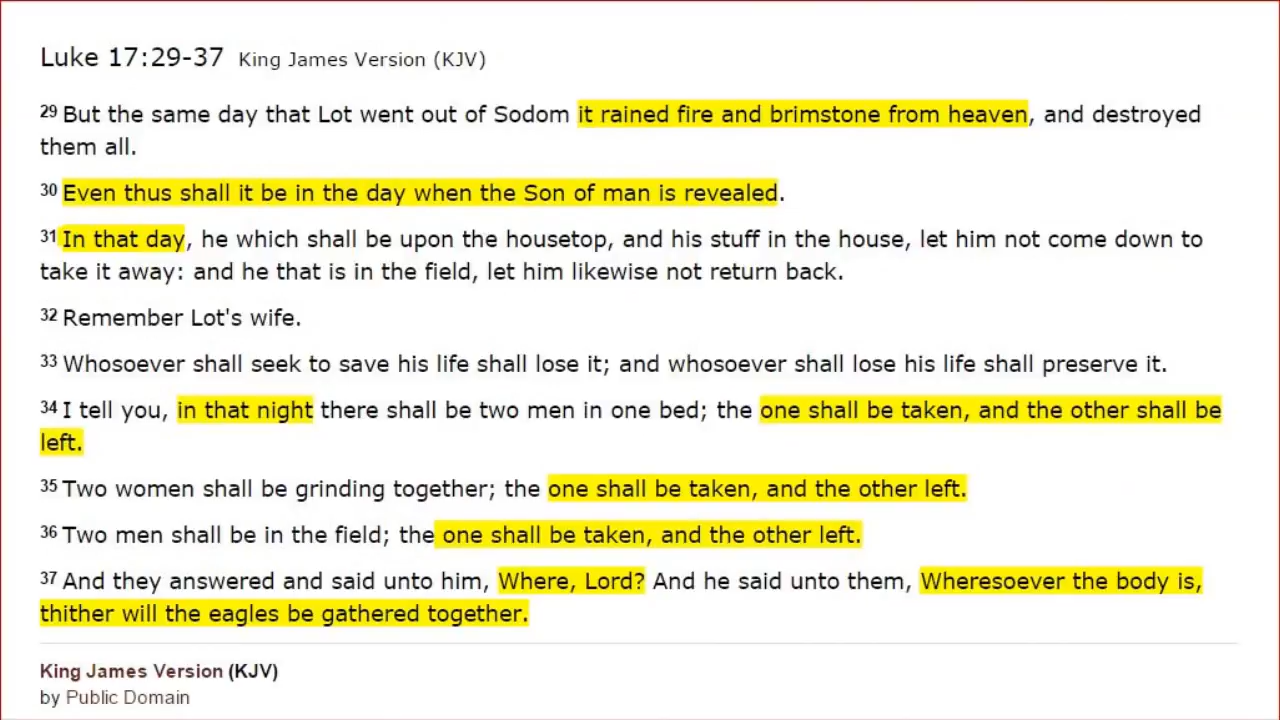 Luke 17:29-37 King James Version (KJV)
29 But the same day that Lot went out of Sodom it rained fire and brimstone from heaven, and destroyed
them all.
30 Even thus shall it be in the day when the Son of man is revealed.
31 In that day, he which shall be upon the housetop, and his stuff in the house, let him not come down to
take it away: and he that is in the field, let him likewise not return back.
32 Remember Lot's wife.
33 Whosoever shall seek to save his life shall lose it; and whosoever shall lose his life shall preserve it.
34 I tell you, in that night there shall be two men in one bed; the one shall be taken, and the other shall be
left.
35 Two women shall be grinding together; the one shall be taken, and the other left.
36 Two men shall be in the field; the one shall be taken, and the other left.
37 And they answered and said unto him, Where, Lord? And he said unto them, Wheresoever the body is,
thither will the eagles be gathered together.
King James Version (KJV)
by Public Domain